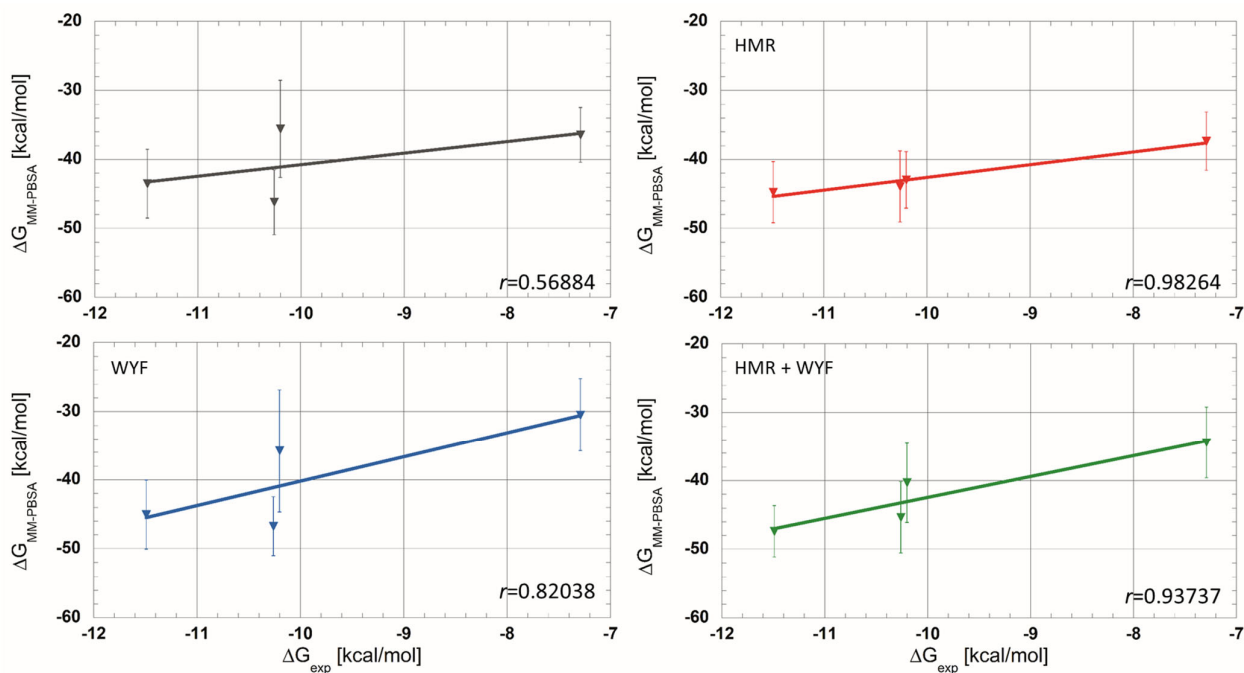 -20
-30
-40
-50
-60
ΔG_MM-PBSA [kcal/mol]
r=0.56884
-12 -11 -10 -9 -8 -7
HMR
-20
-30
-40
-50
-60
ΔG_MM-PBSA [kcal/mol]
r=0.98264
-12 -11 -10 -9 -8 -7
WYF
-20
-30
-40
-50
-60
ΔG_MM-PBSA [kcal/mol]
r=0.82038
-12 -11 -10 -9 -8 -7
ΔG_exp [kcal/mol]
HMR + WYF
-20
-30
-40
-50
-60
ΔG_MM-PBSA [kcal/mol]
r=0.93737
-12 -11 -10 -9 -8 -7
ΔG_exp [kcal/mol]